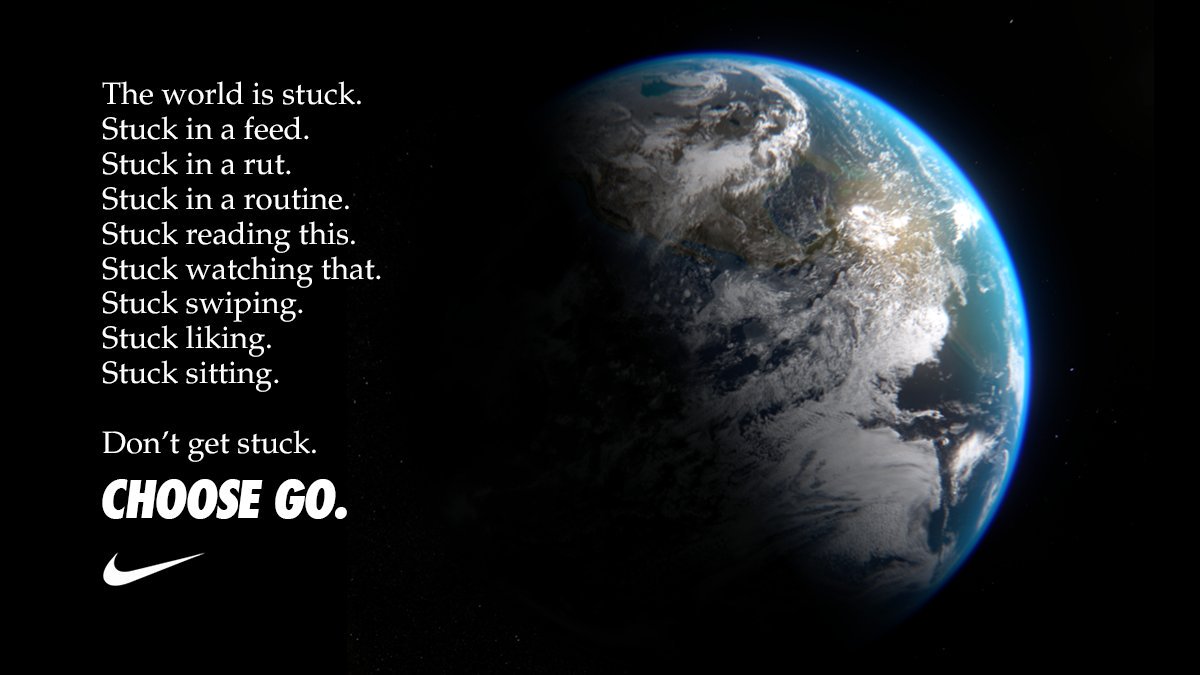 The world is stuck.
Stuck in a feed.
Stuck in a rut.
Stuck in a routine.
Stuck reading this.
Stuck watching that.
Stuck swiping.
Stuck liking.
Stuck sitting.
Don’t get stuck.
CHOOSE GO.